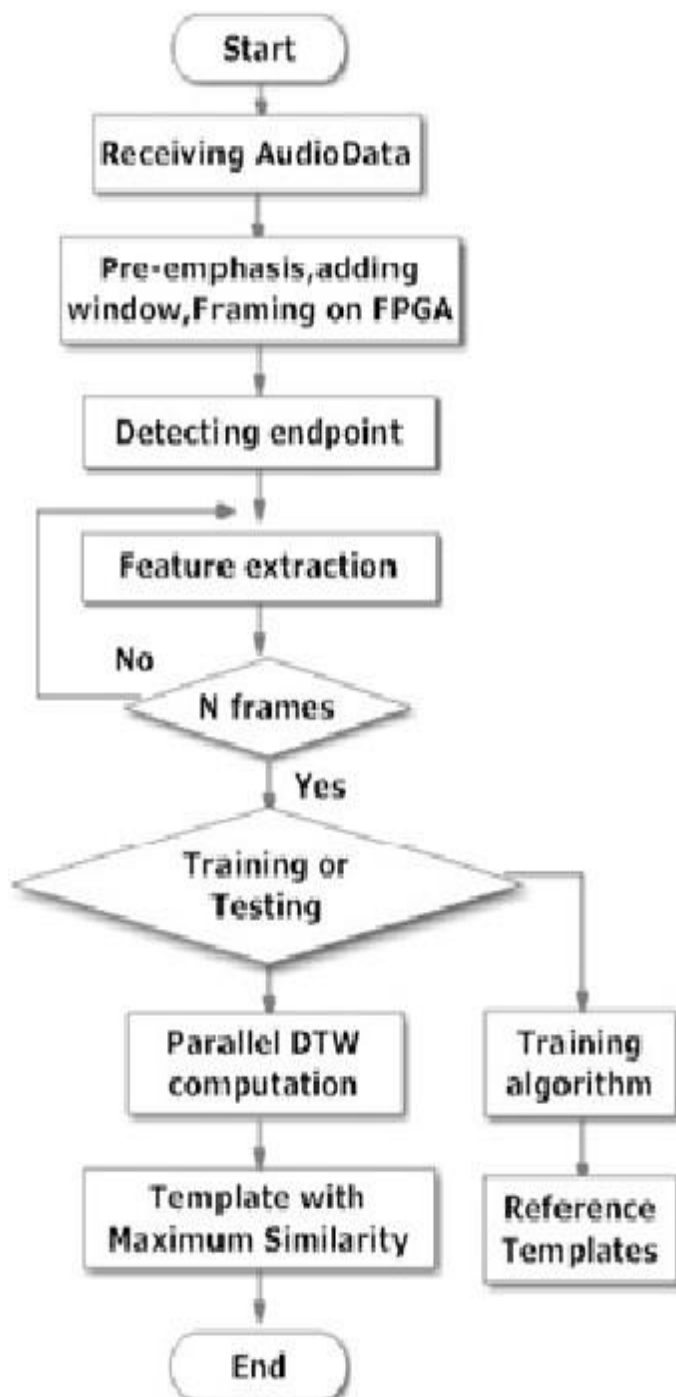 Start
Receiving AudioData
Pre-emphasis,adding
window,Framing on FPGA
Detecting endpoint
Feature extraction
No
N frames
Yes
Training or
Testing
Parallel DTW
computation
Training
algorithm
Template with
Maximum Similarity
Reference
Templates
End